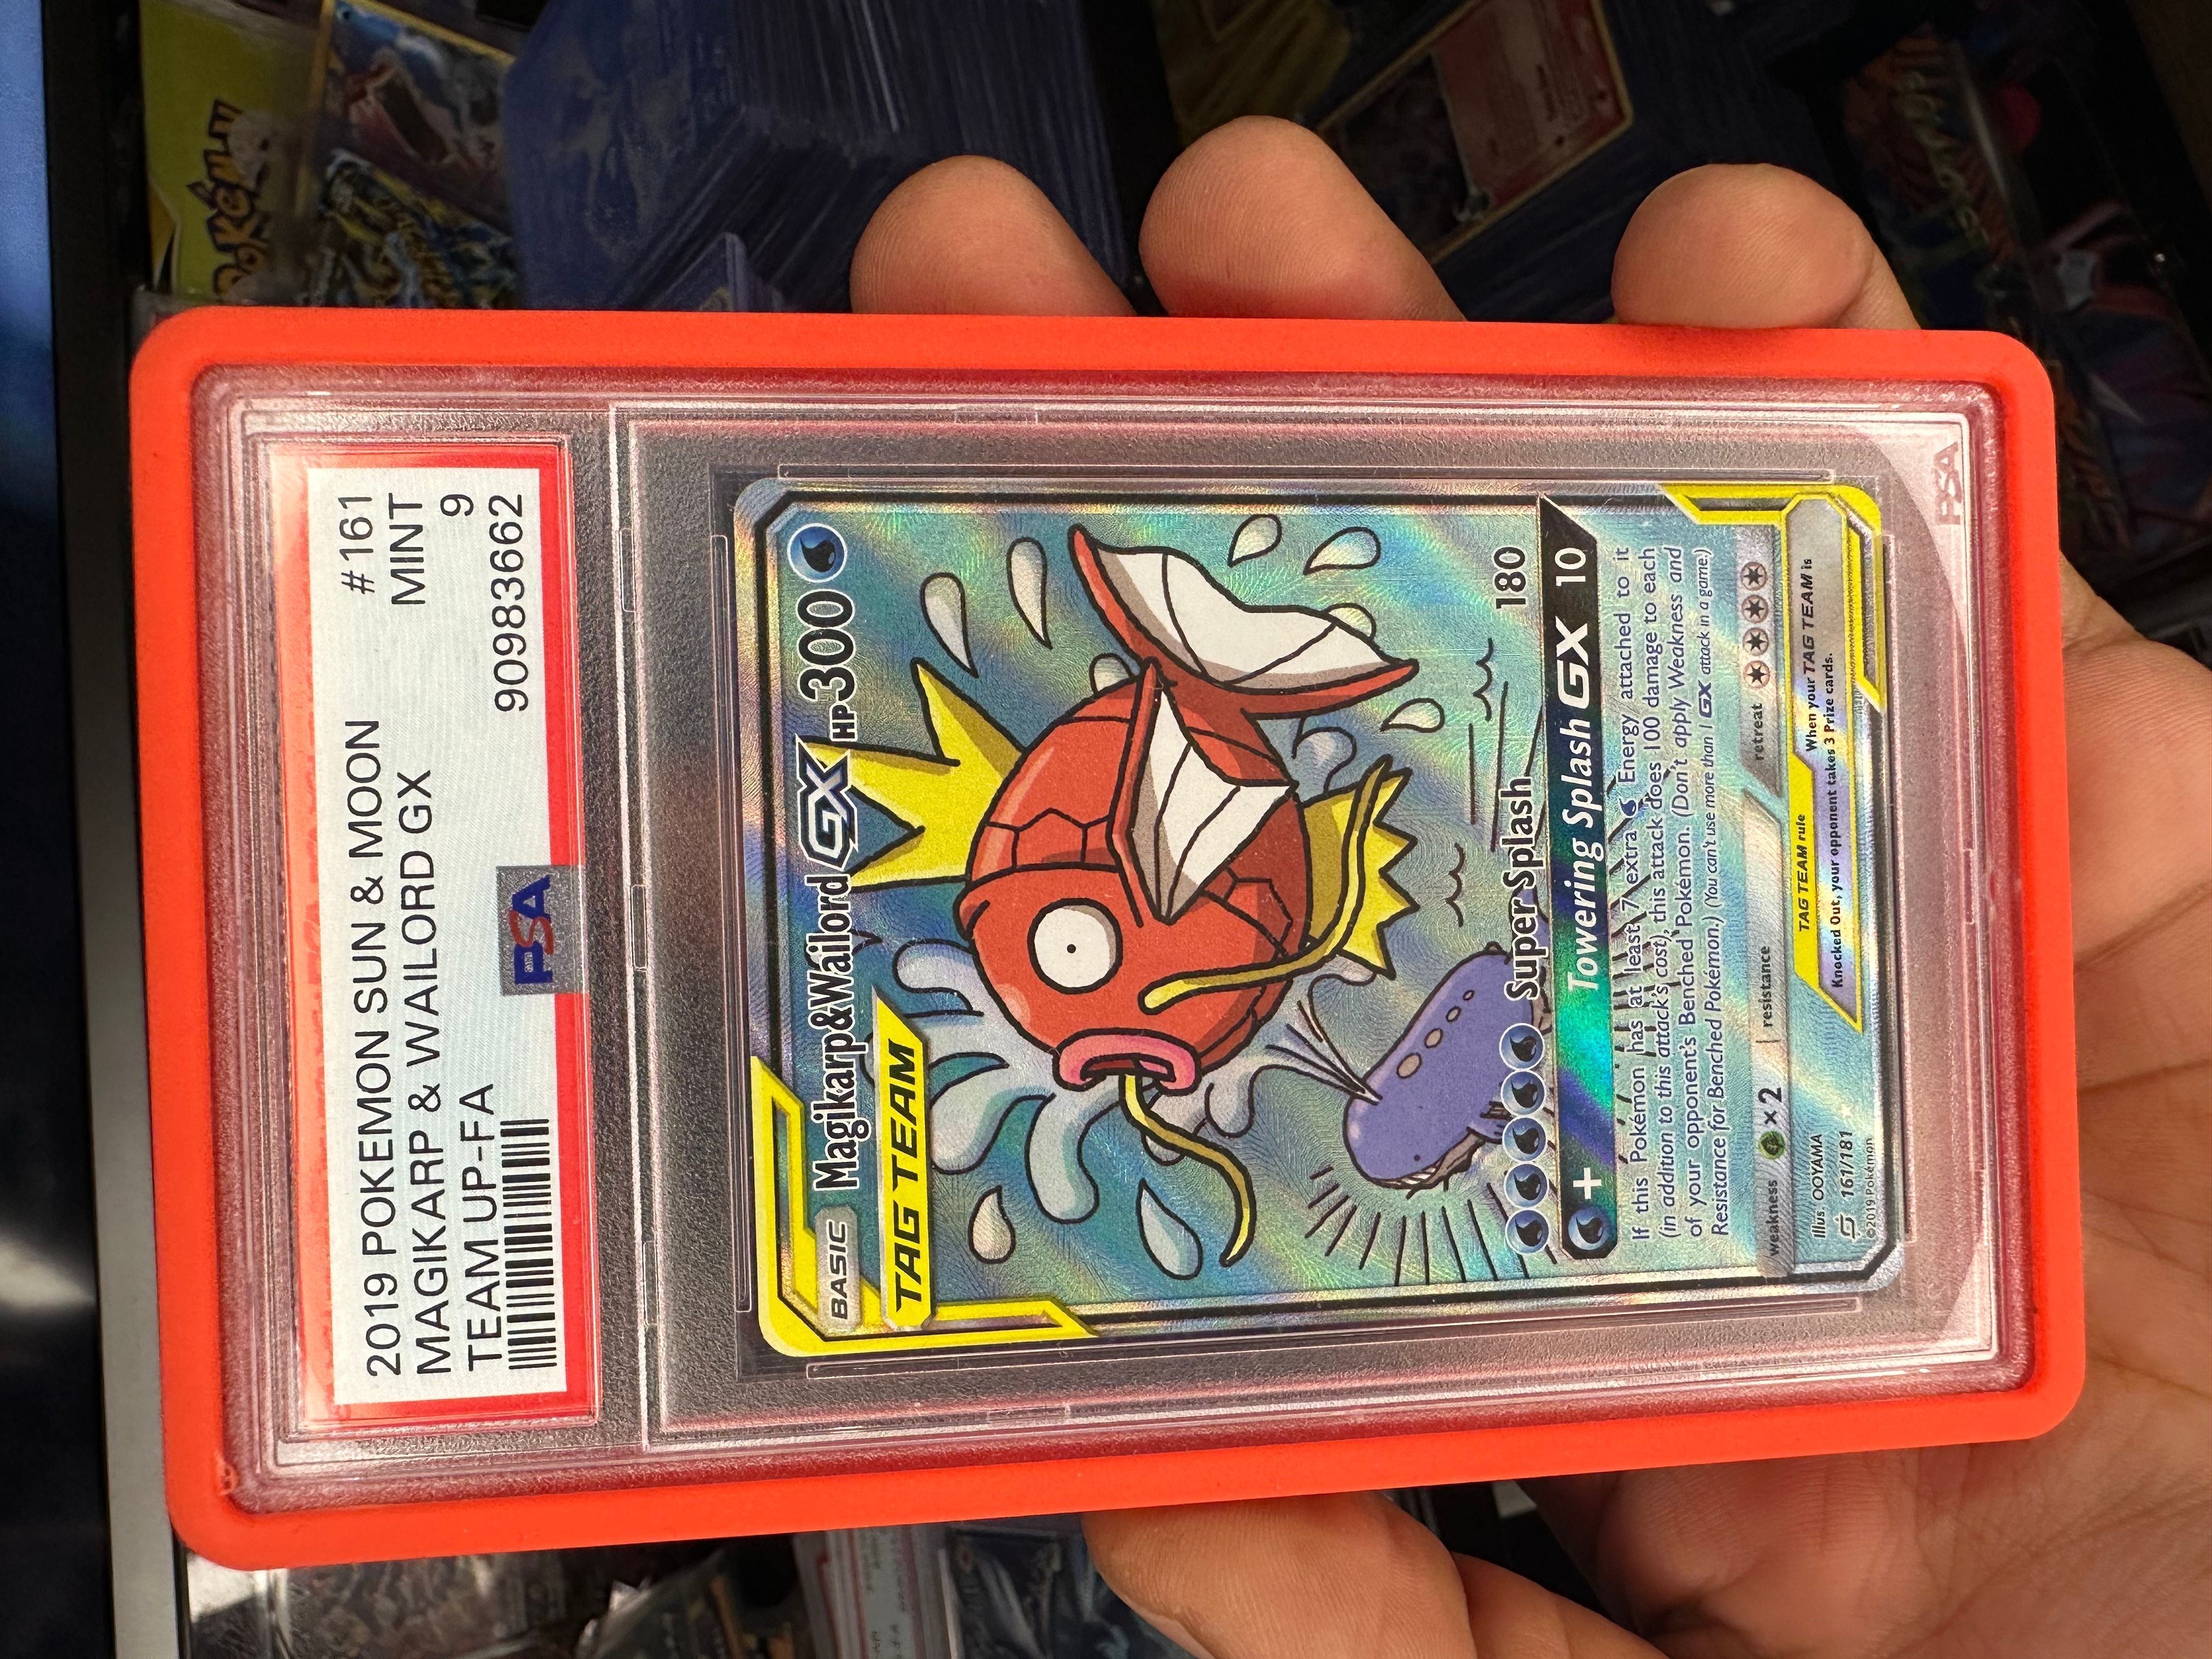 2019 POKEMON SUN & MOON #161
MAGIKARP & WAILORD GX MINT
TEAM UP-FA 9
PSA 90983662
BASIC Magikarp&Wailord GX HP300
TAG TEAM
Super Splash 180
+ Towering Splash GX 10
If this Pokémon has at least 7 extra Energy attached to it
(in addition to this attack's cost), this attack does 100 damage to each
of your opponent's Benched Pokémon. (Don't apply Weakness and
Resistance for Benched Pokémon.) (You can't use more than 1 GX attack in a game.)
weakness ×2 resistance retreat
Illus. OOYAMA
161/181
©2019 Pokémon
TAG TEAM rule When your TAG TEAM is
Knocked Out, your opponent takes 3 Prize cards.
PSA
POKéMON